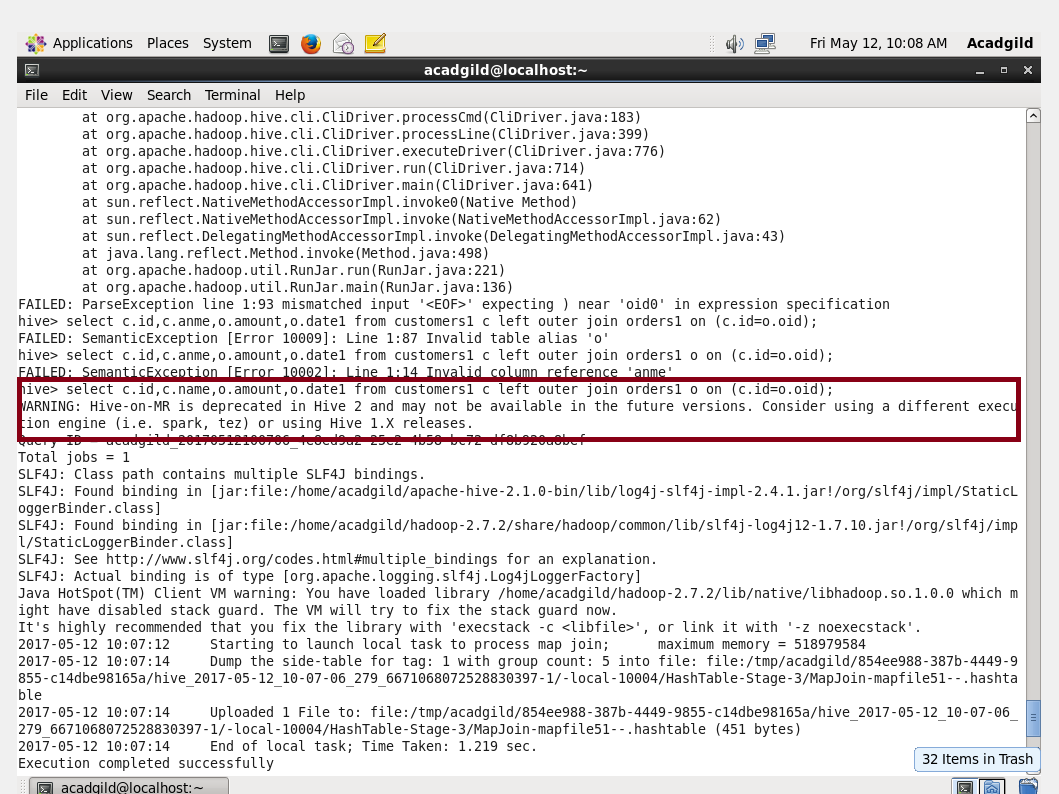 Applications Places System Fri May 12, 10:08 AM Acadgild
acadgild@localhost:~
File Edit View Search Terminal Help
at org.apache.hadoop.hive.cli.CliDriver.processCmd(CliDriver.java:183)
at org.apache.hadoop.hive.cli.CliDriver.processLine(CliDriver.java:399)
at org.apache.hadoop.hive.cli.CliDriver.executeDriver(CliDriver.java:776)
at org.apache.hadoop.hive.cli.CliDriver.run(CliDriver.java:714)
at org.apache.hadoop.hive.cli.CliDriver.main(CliDriver.java:641)
at sun.reflect.NativeMethodAccessorImpl.invoke0(Native Method)
at sun.reflect.NativeMethodAccessorImpl.invoke(NativeMethodAccessorImpl.java:62)
at sun.reflect.DelegatingMethodAccessorImpl.invoke(DelegatingMethodAccessorImpl.java:43)
at java.lang.reflect.Method.invoke(Method.java:498)
at org.apache.hadoop.util.RunJar.run(RunJar.java:221)
at org.apache.hadoop.util.RunJar.main(RunJar.java:136)
FAILED: ParseException line 1:93 mismatched input '<EOF>' expecting ) near 'oid0' in expression specification
hive> select c.id,c.anme,o.amount,o.date1 from customers1 c left outer join orders1 on (c.id=o.oid);
FAILED: SemanticException [Error 10009]: Line 1:87 Invalid table alias 'o'
hive> select c.id,c.anme,o.amount,o.date1 from customers1 c left outer join orders1 o on (c.id=o.oid);
FAILED: SemanticException [Error 10002]: Line 1:14 Invalid column reference 'anme'
hive> select c.id,c.name,o.amount,o.date1 from customers1 c left outer join orders1 o on (c.id=o.oid);
WARNING: Hive-on-MR is deprecated in Hive 2 and may not be available in the future versions. Consider using a different execu
tion engine (i.e. spark, tez) or using Hive 1.X releases.
Query ID =
Total jobs = 1
SLF4J: Class path contains multiple SLF4J bindings.
SLF4J: Found binding in [jar:file:/home/acadgild/apache-hive-2.1.0-bin/lib/log4j-slf4j-impl-2.4.1.jar!/org/slf4j/impl/StaticL
oggerBinder.class]
SLF4J: Found binding in [jar:file:/home/acadgild/hadoop-2.7.2/share/hadoop/common/lib/slf4j-log4j12-1.7.10.jar!/org/slf4j/imp
l/StaticLoggerBinder.class]
SLF4J: See http://www.slf4j.org/codes.html#multiple_bindings for an explanation.
SLF4J: Actual binding is of type [org.apache.logging.slf4j.Log4jLoggerFactory]
Java HotSpot(TM) Client VM warning: You have loaded library /home/acadgild/hadoop-2.7.2/lib/native/libhadoop.so.1.0.0 which m
ight have disabled stack guard. The VM will try to fix the stack guard now.
It's highly recommended that you fix the library with 'execstack -c <libfile>', or link it with '-z noexecstack'.
2017-05-12 10:07:12 Starting to launch local task to process map join; maximum memory = 518979584
2017-05-12 10:07:14 Dump the side-table for tag: 1 with group count: 5 into file: file:/tmp/acadgild/854ee988-387b-4449-9
855-c14dbe98165a/hive_2017-05-12_10-07-06_279_6671068072528830397-1/-local-10004/HashTable-Stage-3/MapJoin-mapfile51--.hashta
ble
2017-05-12 10:07:14 Uploaded 1 File to: file:/tmp/acadgild/854ee988-387b-4449-9855-c14dbe98165a/hive_2017-05-12_10-07-06_
279_6671068072528830397-1/-local-10004/HashTable-Stage-3/MapJoin-mapfile51--.hashtable (451 bytes)
2017-05-12 10:07:14 End of local task; Time Taken: 1.219 sec.
Execution completed successfully
32 Items in Trash
acadgild@localhost:~